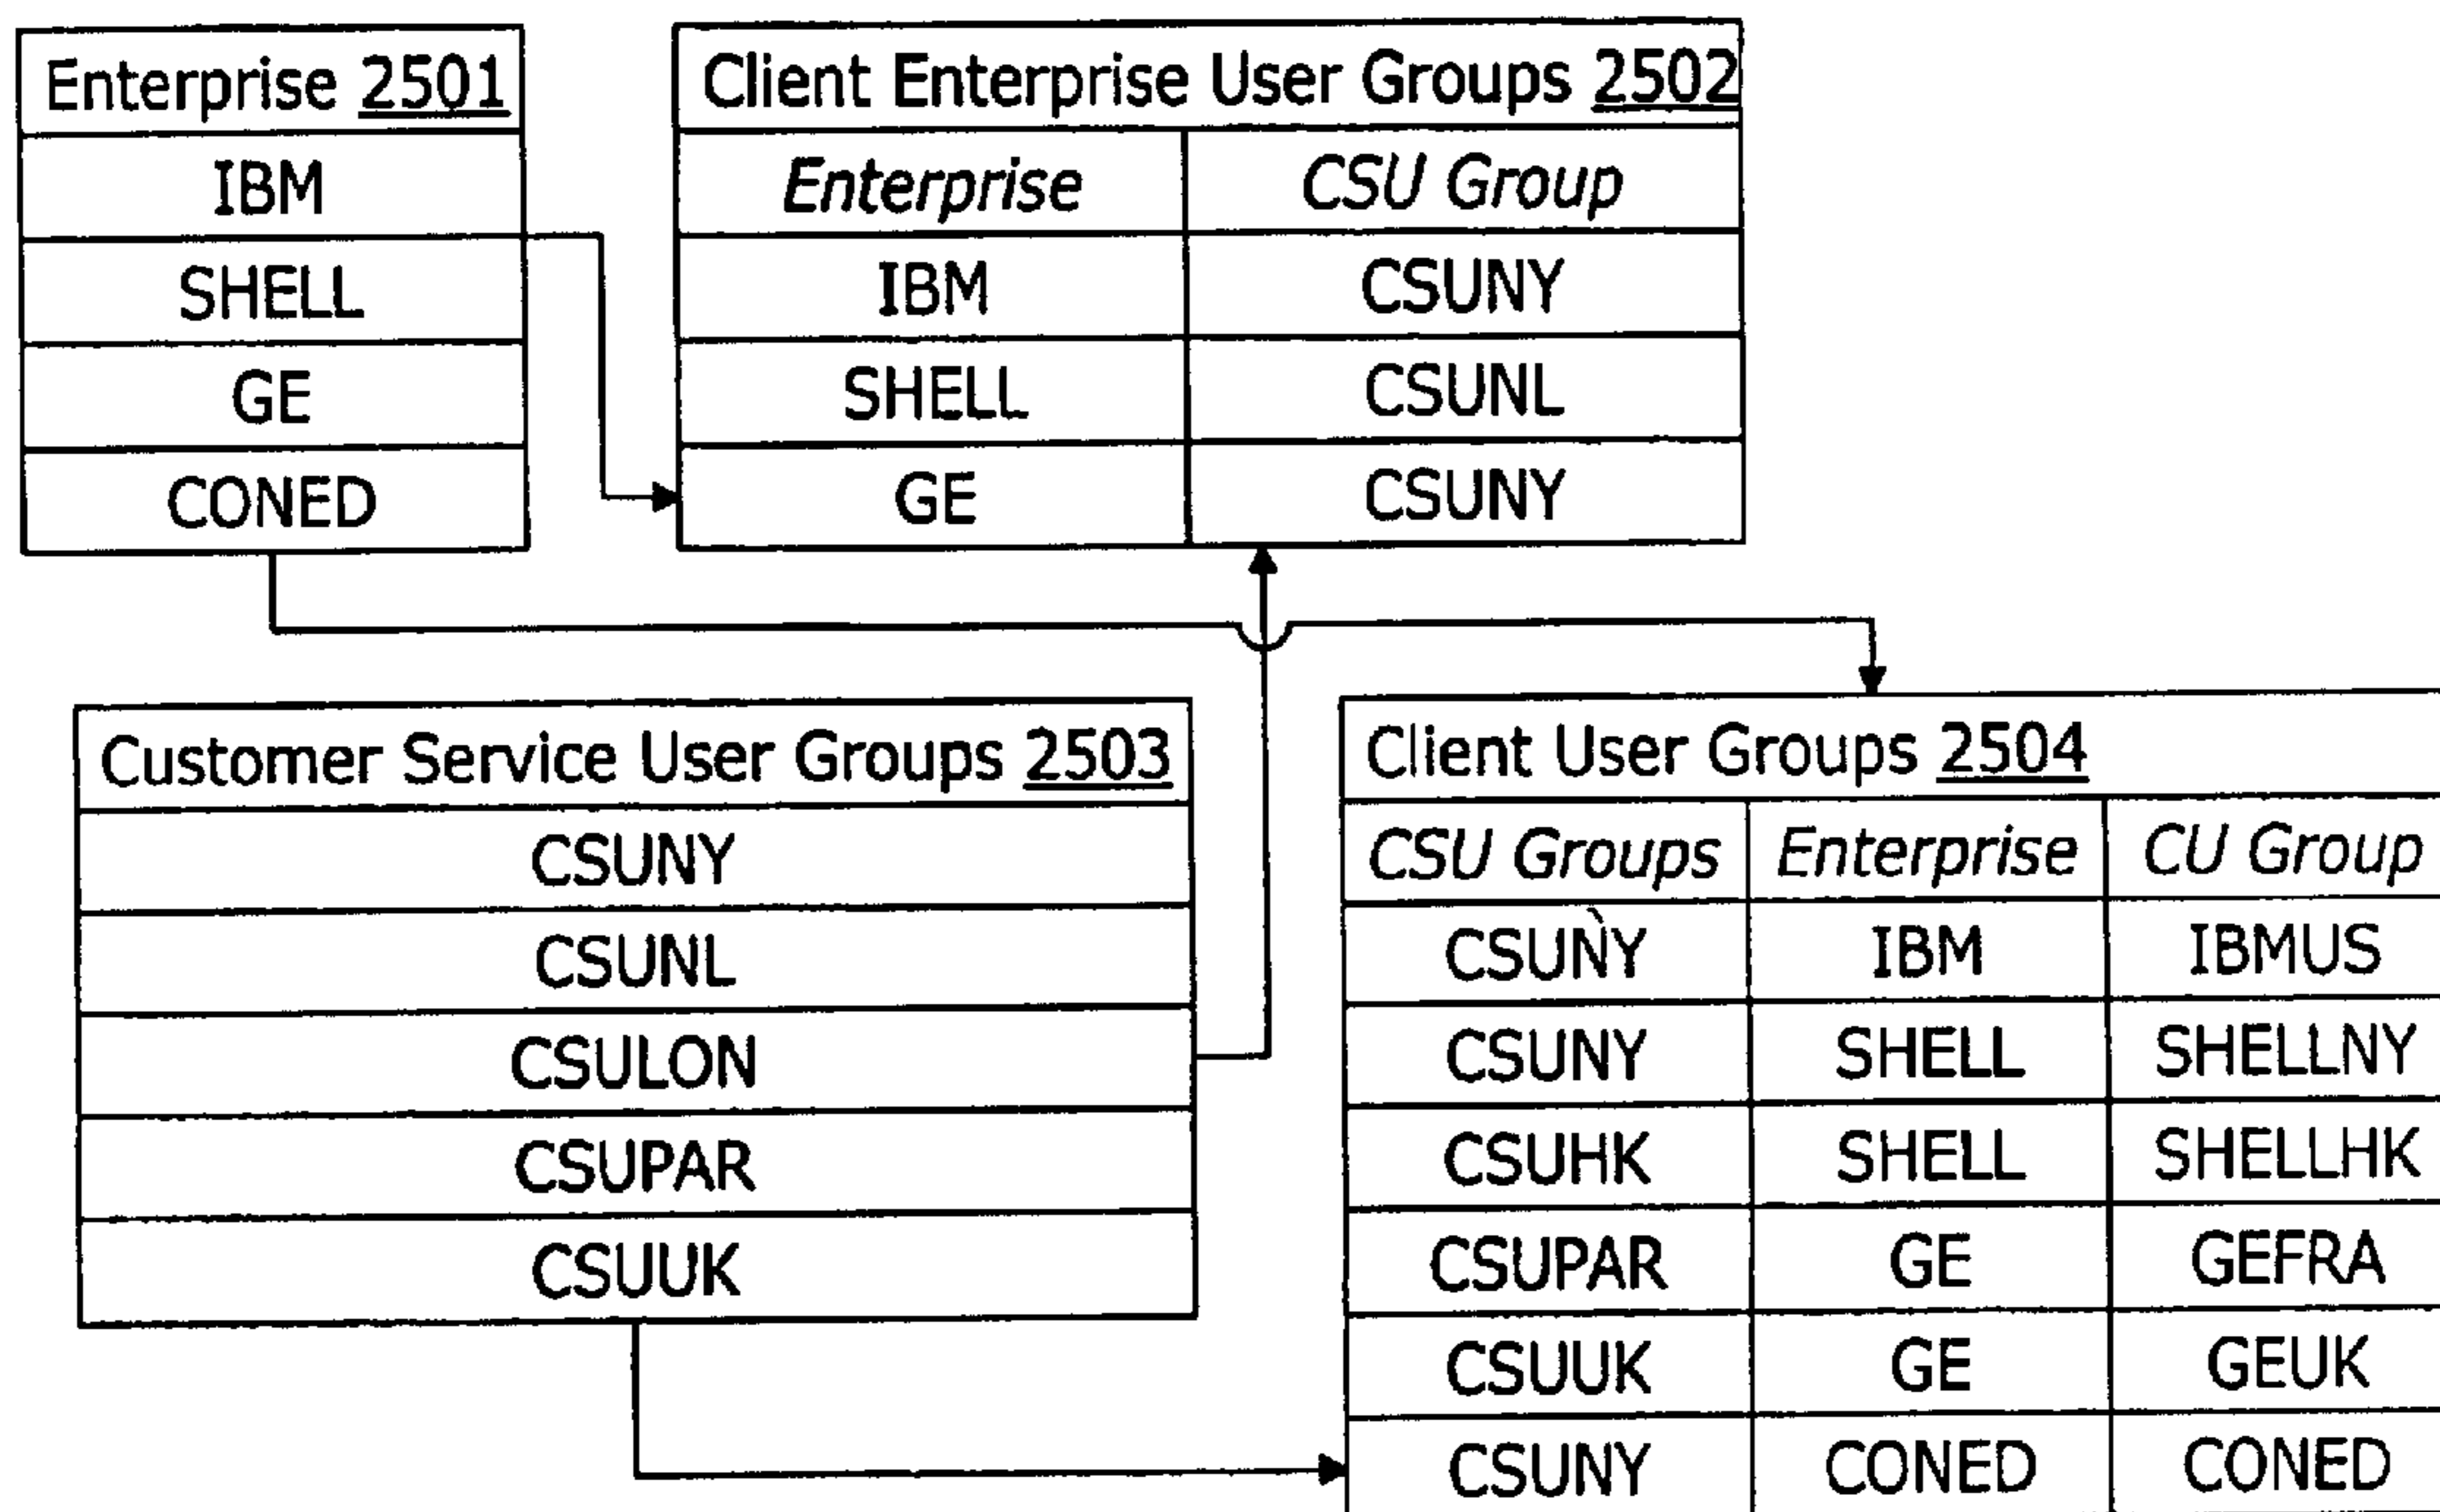 Enterprise 2501
IBM
SHELL
GE
CONED
Client Enterprise User Groups 2502
Enterprise CSU Group
IBM CSUNY
SHELL CSUNL
GE CSUNY
Customer Service User Groups 2503
CSUNY
CSUNL
CSULON
CSUPAR
CSUUK
Client User Groups 2504
CSU Groups Enterprise CU Group
CSUNY IBM IBMUS
CSUNY SHELL SHELLNY
CSUHK SHELL SHELLHK
CSUPAR GE GEFRA
CSUUK GE GEUK
CSUNY CONED CONED